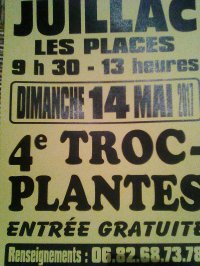 JUILLAC
LES PLACES
9 h 30 - 13 heures
DIMANCHE 14 MAI 2017
4e TROC-
PLANTES
ENTRÉE GRATUITE
Renseignements : 06.82.68.73.78